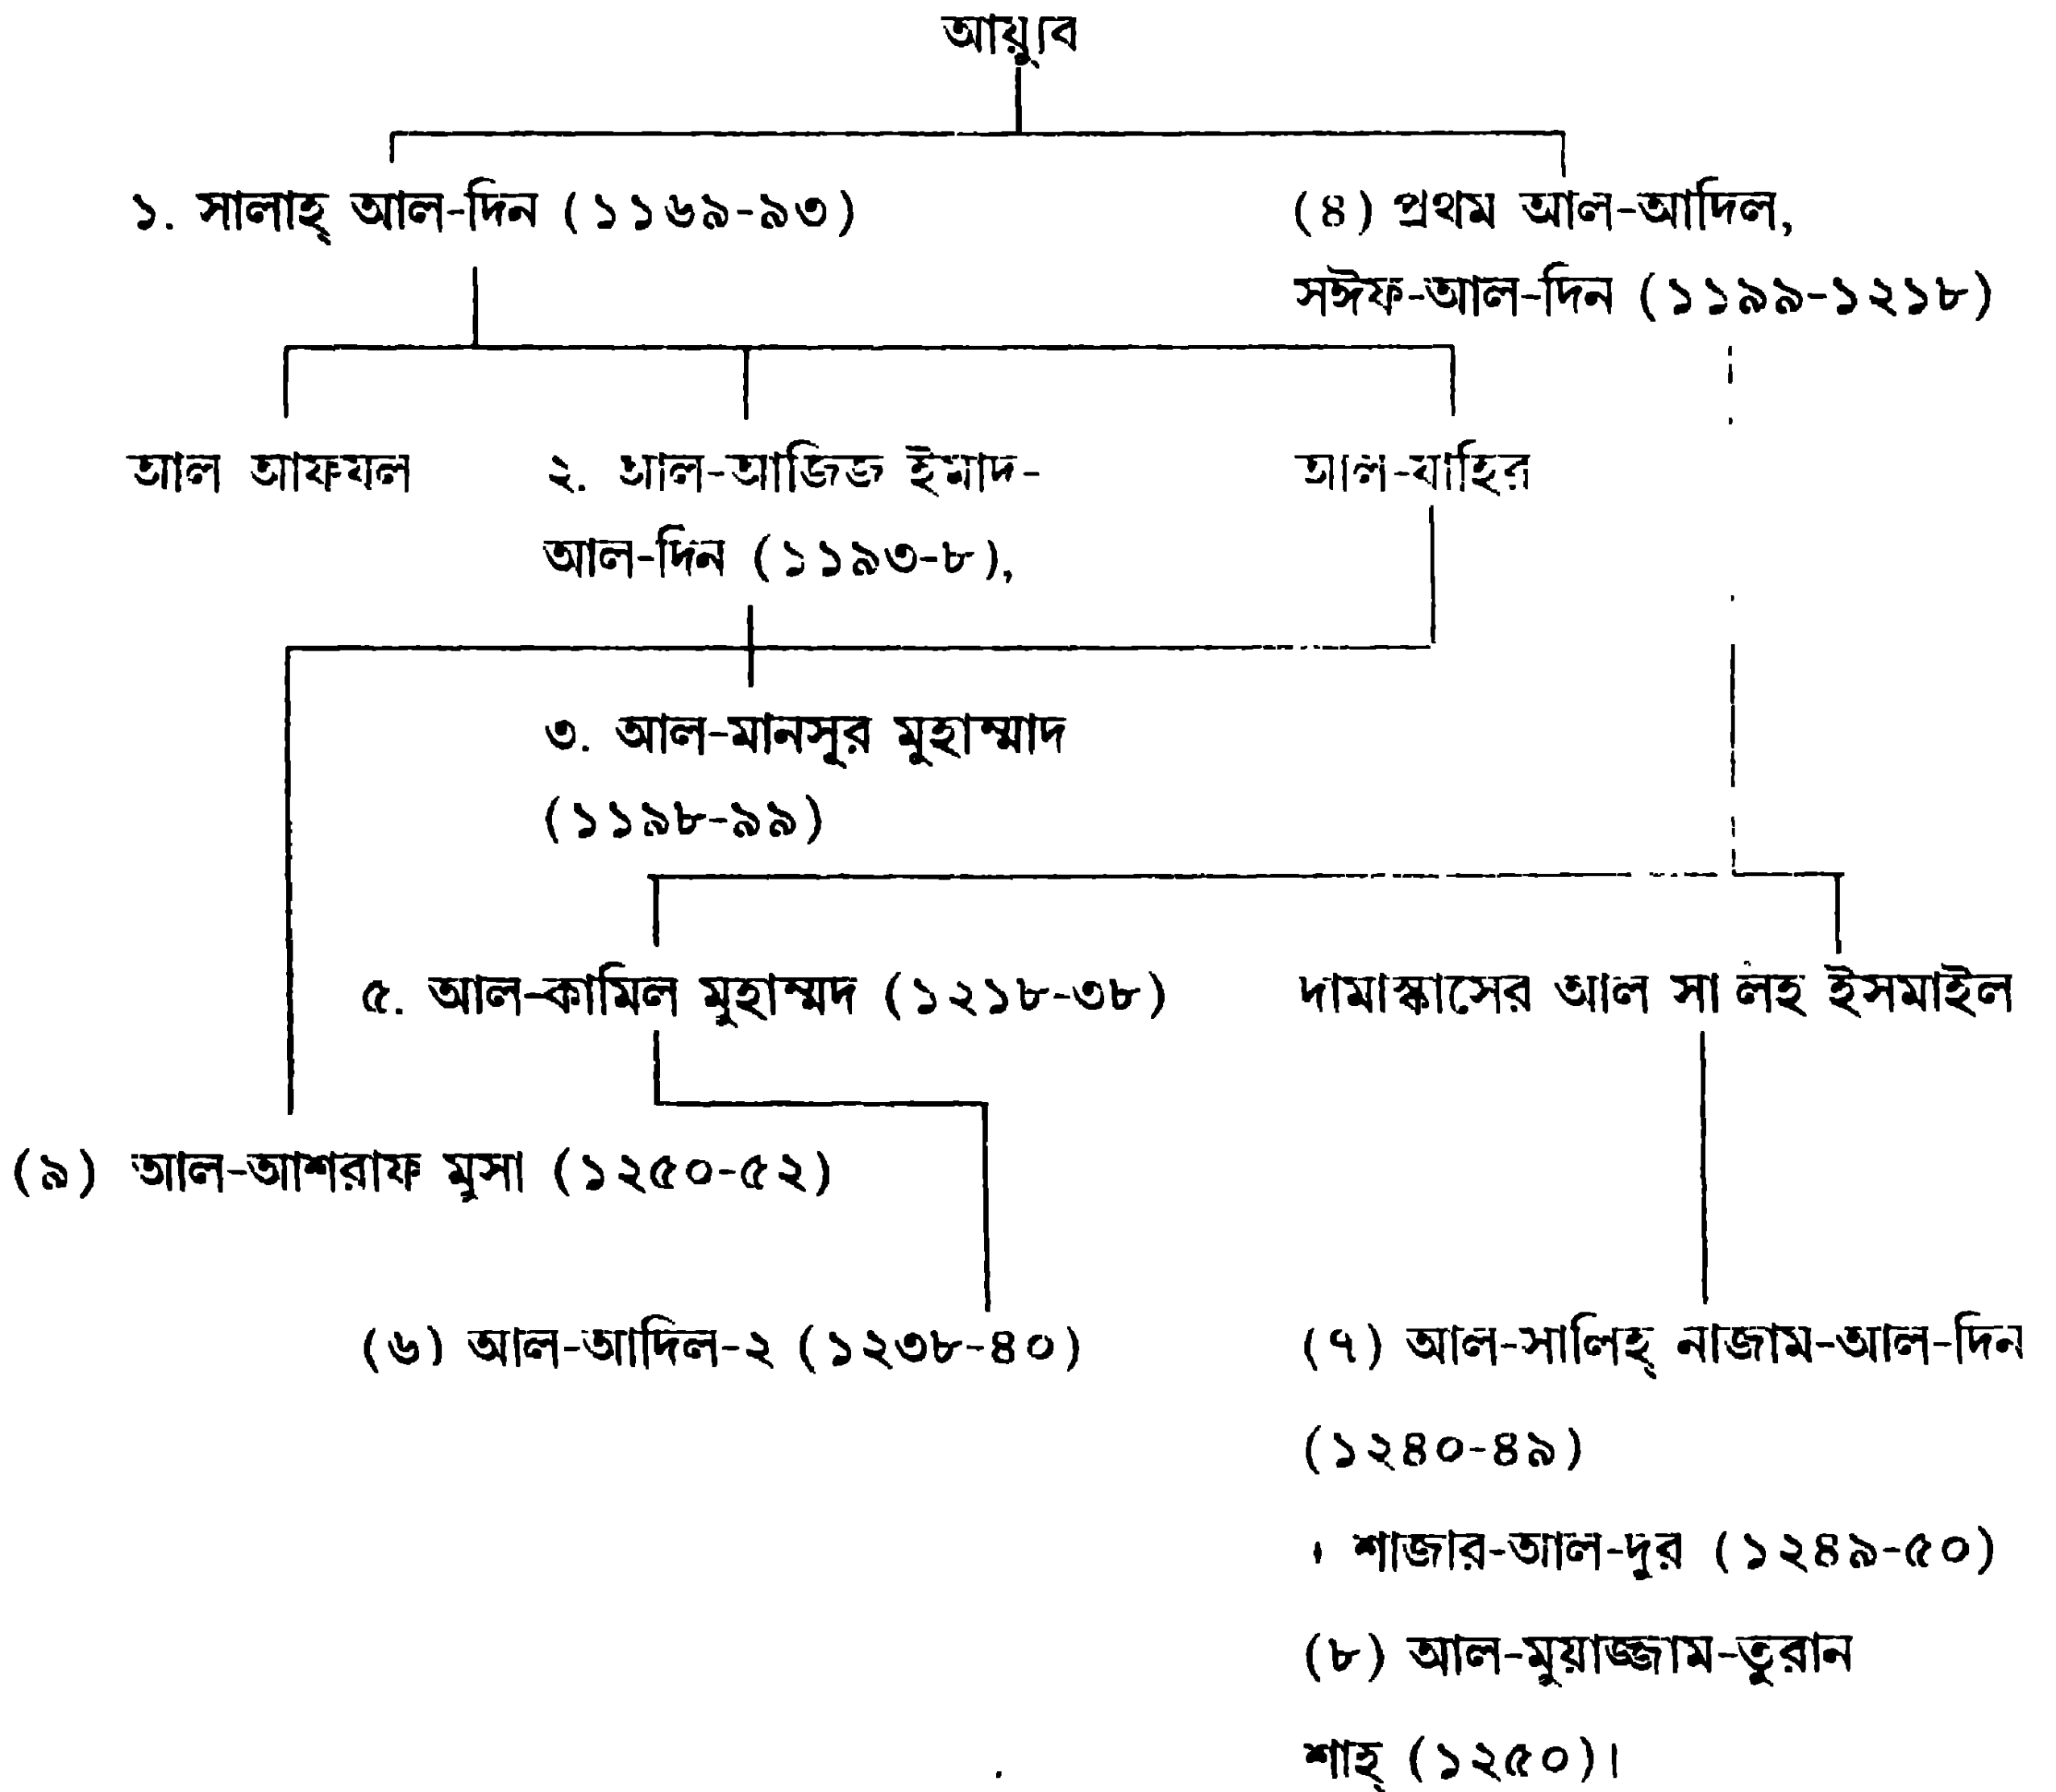 আয়ুব
১. সালাহ্ আল-দিন (১১৬৯-৯৩)
(৪) প্রথম আল-আদিল,
সঈফ-আল-দিন (১১৯৯-১২১৮)
আল আফযল
২. আল-আজিজ ইমাদ-
আল-দিন (১১৯৩-৮),
আল-যাহির
৩. আল-মানসুর মুহাম্মাদ
(১১৯৮-৯৯)
৫. আল-কামিল মুহাম্মদ (১২১৮-৩৮)
দামাস্কাসের আল সালিহ ইসমাইল
(৯) আল-আশরাফ মুসা (১২৫০-৫২)
(৬) আল-আদিল-২ (১২৩৮-৪০)
(৭) আল-সালিহ্ নাজাম-আল-দিন
(১২৪০-৪৯)
। শাজার-আল-দুর (১২৪৯-৫০)
(৮) আল-মুয়াজ্জাম-তুরান
শাহ্ (১২৫০)।